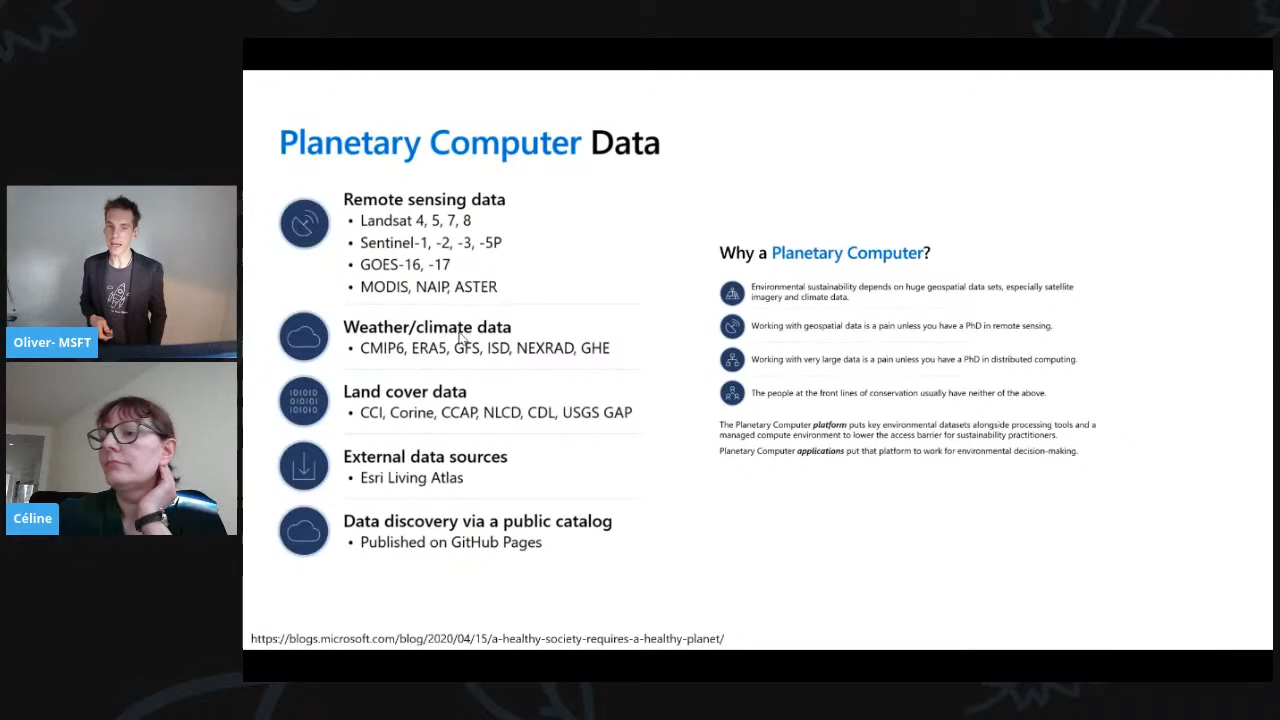 Planetary Computer Data
Remote sensing data
• Landsat 4, 5, 7, 8
• Sentinel-1, -2, -3, -5P
• GOES-16, -17
• MODIS, NAIP, ASTER
Weather/climate data
• CMIP6, ERA5, GFS, ISD, NEXRAD, GHE
Land cover data
• CCI, Corine, CCAP, NLCD, CDL, USGS GAP
External data sources
• Esri Living Atlas
Data discovery via a public catalog
• Published on GitHub Pages
Why a Planetary Computer?
Environmental sustainability depends on huge geospatial data sets, especially satellite
imagery and climate data.
Working with geospatial data is a pain unless you have a PhD in remote sensing.
Working with very large data is a pain unless you have a PhD in distributed computing.
The people at the front lines of conservation usually have neither of the above.
The Planetary Computer platform puts key environmental datasets alongside processing tools and a
managed compute environment to lower the access barrier for sustainability practitioners.
Planetary Computer applications put that platform to work for environmental decision-making.
https://blogs.microsoft.com/blog/2020/04/15/a-healthy-society-requires-a-healthy-planet/
Oliver- MSFT
Céline
010101
010101
101010